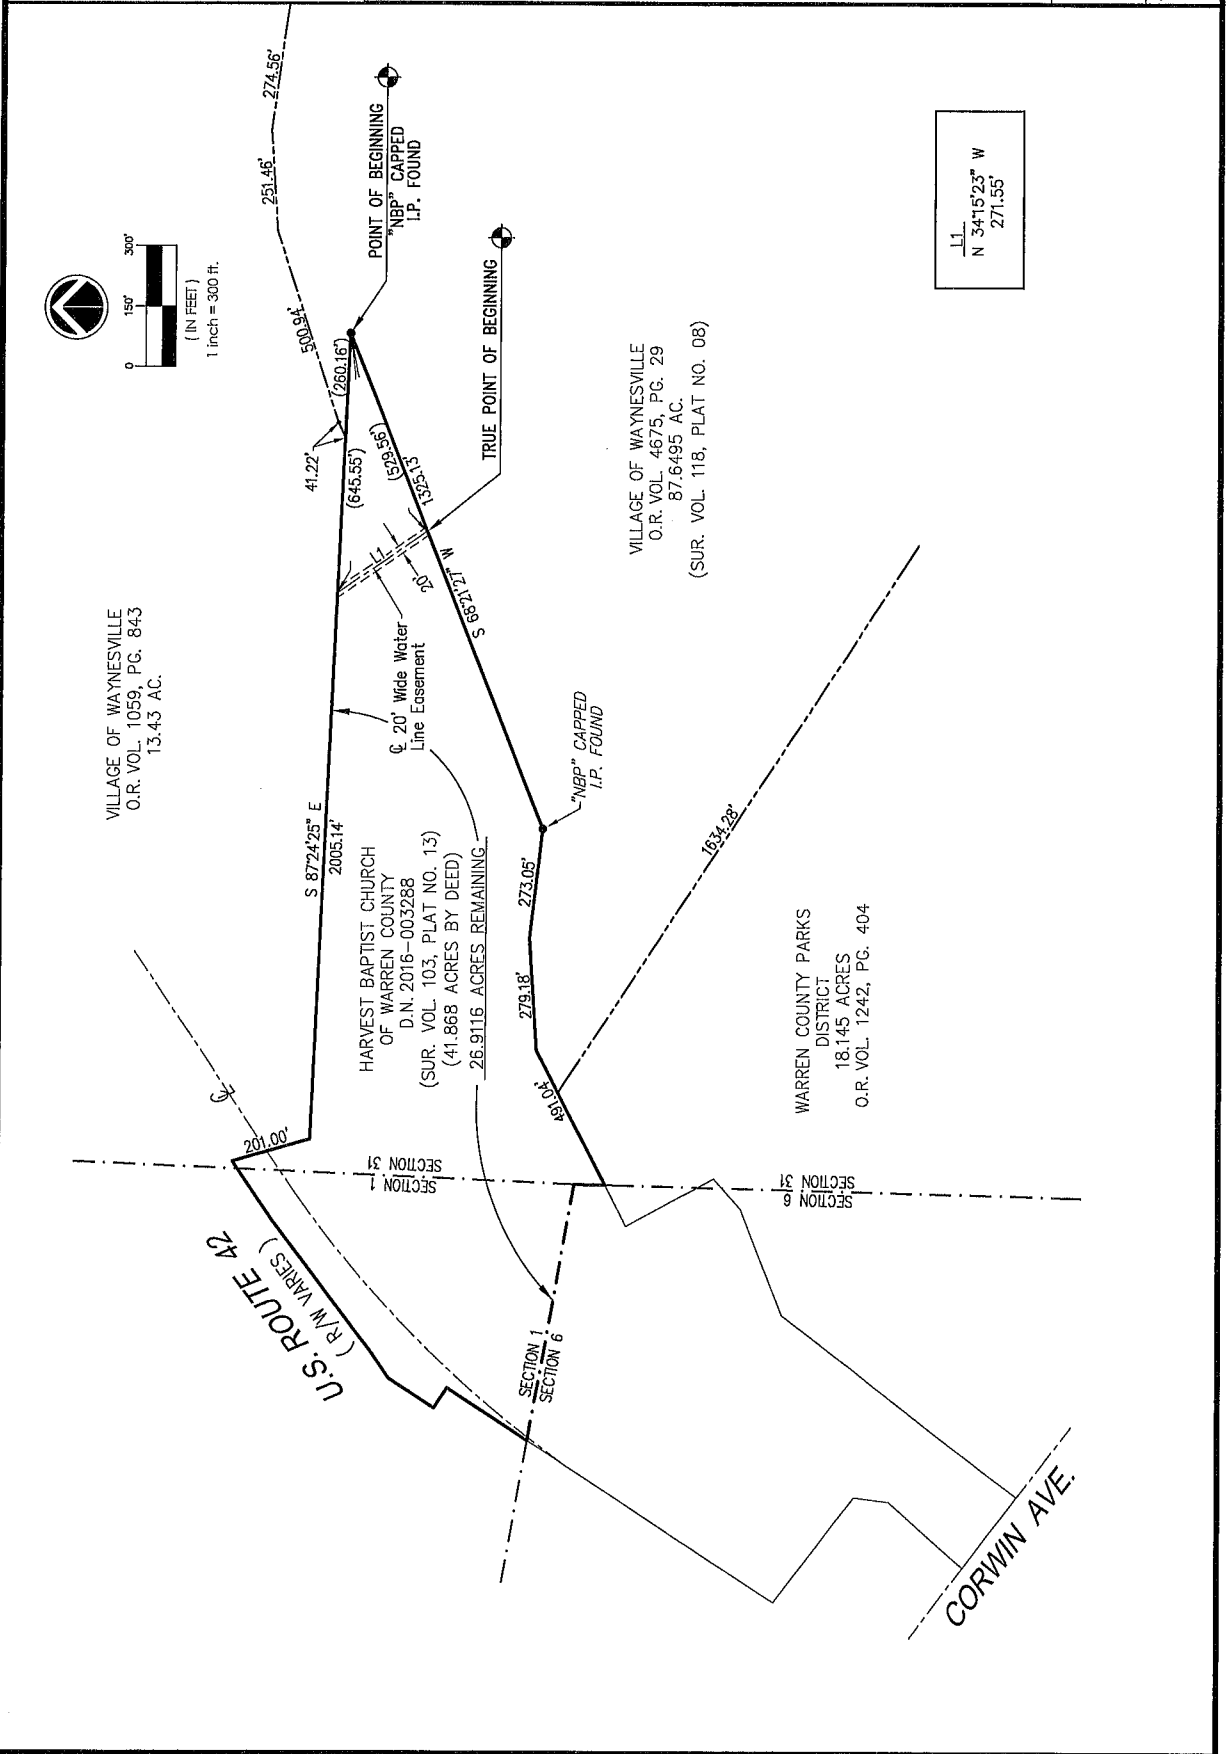 0
150'
300'
( IN FEET )
1 inch = 300 ft.
274.56'
251.46'
500.94'
POINT OF BEGINNING
"NBP" CAPPED
I.P. FOUND
TRUE POINT OF BEGINNING
41.22'
(260.16')
(645.55')
(529.56')
1325.13'
L1
20'
S 68°21'27" W
VILLAGE OF WAYNESVILLE
O.R. VOL. 1059, PG. 843
13.43 AC.
S 87°24'25" E
2005.14'
℄ 20' Wide Water
Line Easement
VILLAGE OF WAYNESVILLE
O.R. VOL. 4675, PG. 29
87.6495 AC.
(SUR. VOL. 118, PLAT NO. 08)
L1
N 34°15'23" W
271.55'
HARVEST BAPTIST CHURCH
OF WARREN COUNTY
D.N. 2016-003288
(SUR. VOL. 103, PLAT NO. 13)
(41.868 ACRES BY DEED)
26.9116 ACRES REMAINING
"NBP" CAPPED
I.P. FOUND
273.05'
279.18'
491.04'
1634.28'
WARREN COUNTY PARKS
DISTRICT
18.145 ACRES
O.R. VOL. 1242, PG. 404
℄
201.00'
SECTION 31
SECTION 1
SECTION 31
SECTION 6
U.S. ROUTE 42
( R/W VARIES )
SECTION 1
SECTION 6
CORWIN AVE.